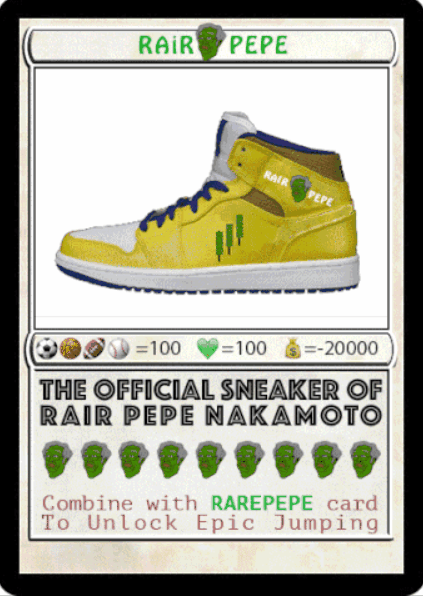 RAiR PEPE
RAIR PEPE
=100 =100 =-20000
THE OFFICIAL SNEAKER OF
RAIR PEPE NAKAMOTO
Combine with RAREPEPE card
To Unlock Epic Jumping